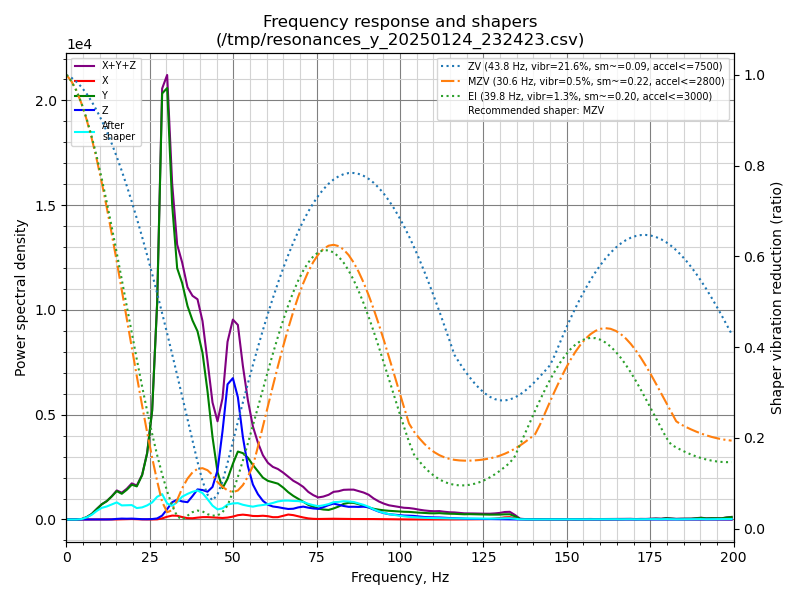 Frequency response and shapers
(/tmp/resonances_y_20250124_232423.csv)
1e4
X+Y+Z
X
Y
Z
After
shaper
ZV (43.8 Hz, vibr=21.6%, sm~=0.09, accel<=7500)
MZV (30.6 Hz, vibr=0.5%, sm~=0.22, accel<=2800)
EI (39.8 Hz, vibr=1.3%, sm~=0.20, accel<=3000)
Recommended shaper: MZV
Power spectral density
2.0
1.5
1.0
0.5
0.0
1.0
0.8
0.6
0.4
0.2
0.0
Shaper vibration reduction (ratio)
0 25 50 75 100 125 150 175 200
Frequency, Hz